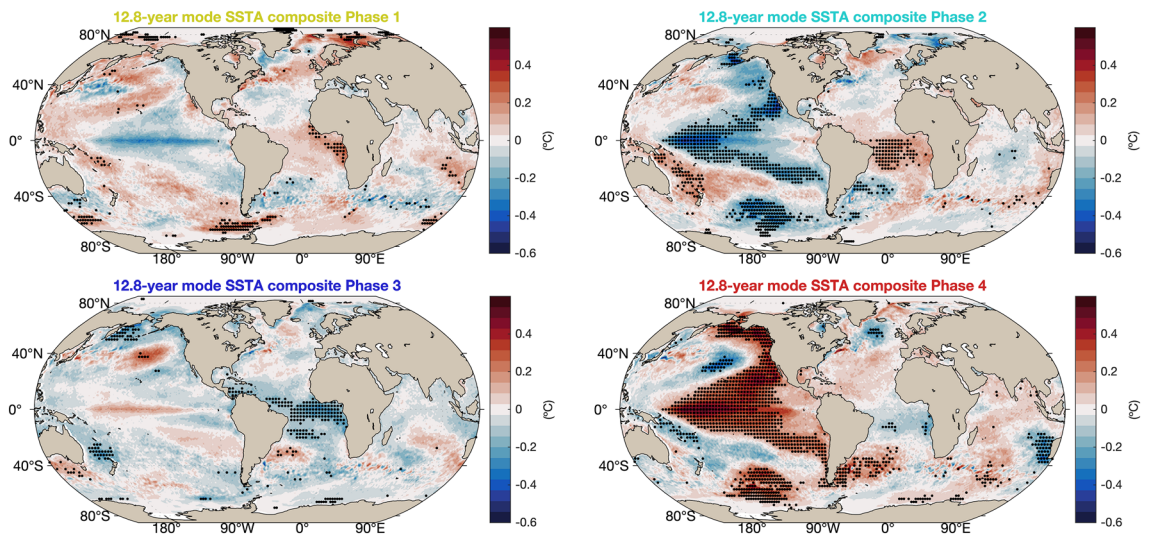 12.8-year mode SSTA composite Phase 1
80°N
40°N
0°
40°S
80°S
180° 90°W 0° 90°E
0.4
0.2
0
-0.2
-0.4
-0.6
(°C)
12.8-year mode SSTA composite Phase 2
80°N
40°N
0°
40°S
80°S
180° 90°W 0° 90°E
0.4
0.2
0
-0.2
-0.4
-0.6
(°C)
12.8-year mode SSTA composite Phase 3
80°N
40°N
0°
40°S
80°S
180° 90°W 0° 90°E
0.4
0.2
0
-0.2
-0.4
-0.6
(°C)
12.8-year mode SSTA composite Phase 4
80°N
40°N
0°
40°S
80°S
180° 90°W 0° 90°E
0.4
0.2
0
-0.2
-0.4
-0.6
(°C)